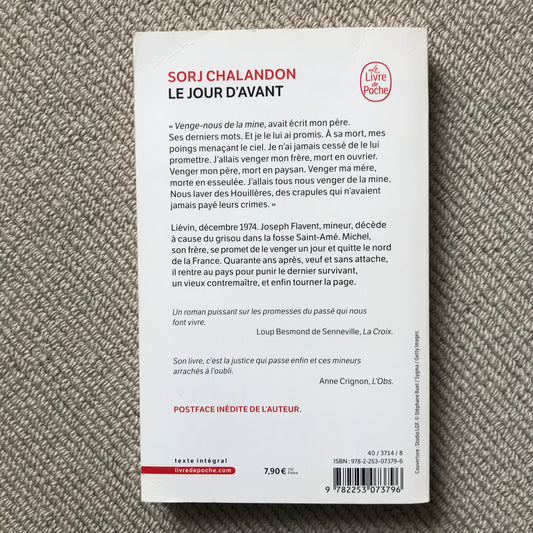 SORJ CHALANDON
LE JOUR D'AVANT
Le
Livre
de
Poche
« Venge-nous de la mine, avait écrit mon père.
Ses derniers mots. Et je le lui ai promis. À sa mort, mes
poings menaçant le ciel. Je n'ai jamais cessé de le lui
promettre. J'allais venger mon frère, mort en ouvrier.
Venger mon père, mort en paysan. Venger ma mère,
morte en esseulée. J'allais tous nous venger de la mine.
Nous laver des Houillères, des crapules qui n'avaient
jamais payé leurs crimes. »
Liévin, décembre 1974. Joseph Flavent, mineur, décède
à cause du grisou dans la fosse Saint-Amé. Michel,
son frère, se promet de le venger un jour et quitte le nord
de la France. Quarante ans après, veuf et sans attache,
il rentre au pays pour punir le dernier survivant,
un vieux contremaître, et enfin tourner la page.
Un roman puissant sur les promesses du passé qui nous
font vivre.
Loup Besmond de Senneville, La Croix.
Son livre, c'est la justice qui passe enfin et ces mineurs
arrachés à l'oubli.
Anne Crignon, L'Obs.
POSTFACE INÉDITE DE L'AUTEUR.
texte intégral
livredepoche.com
7,90 €
40 / 3714 / 8
ISBN : 978-2-253-07379-6
9 782253 073796
Couverture : Studio LGF. © Stéphane Ruet / Sygma / Getty Images.